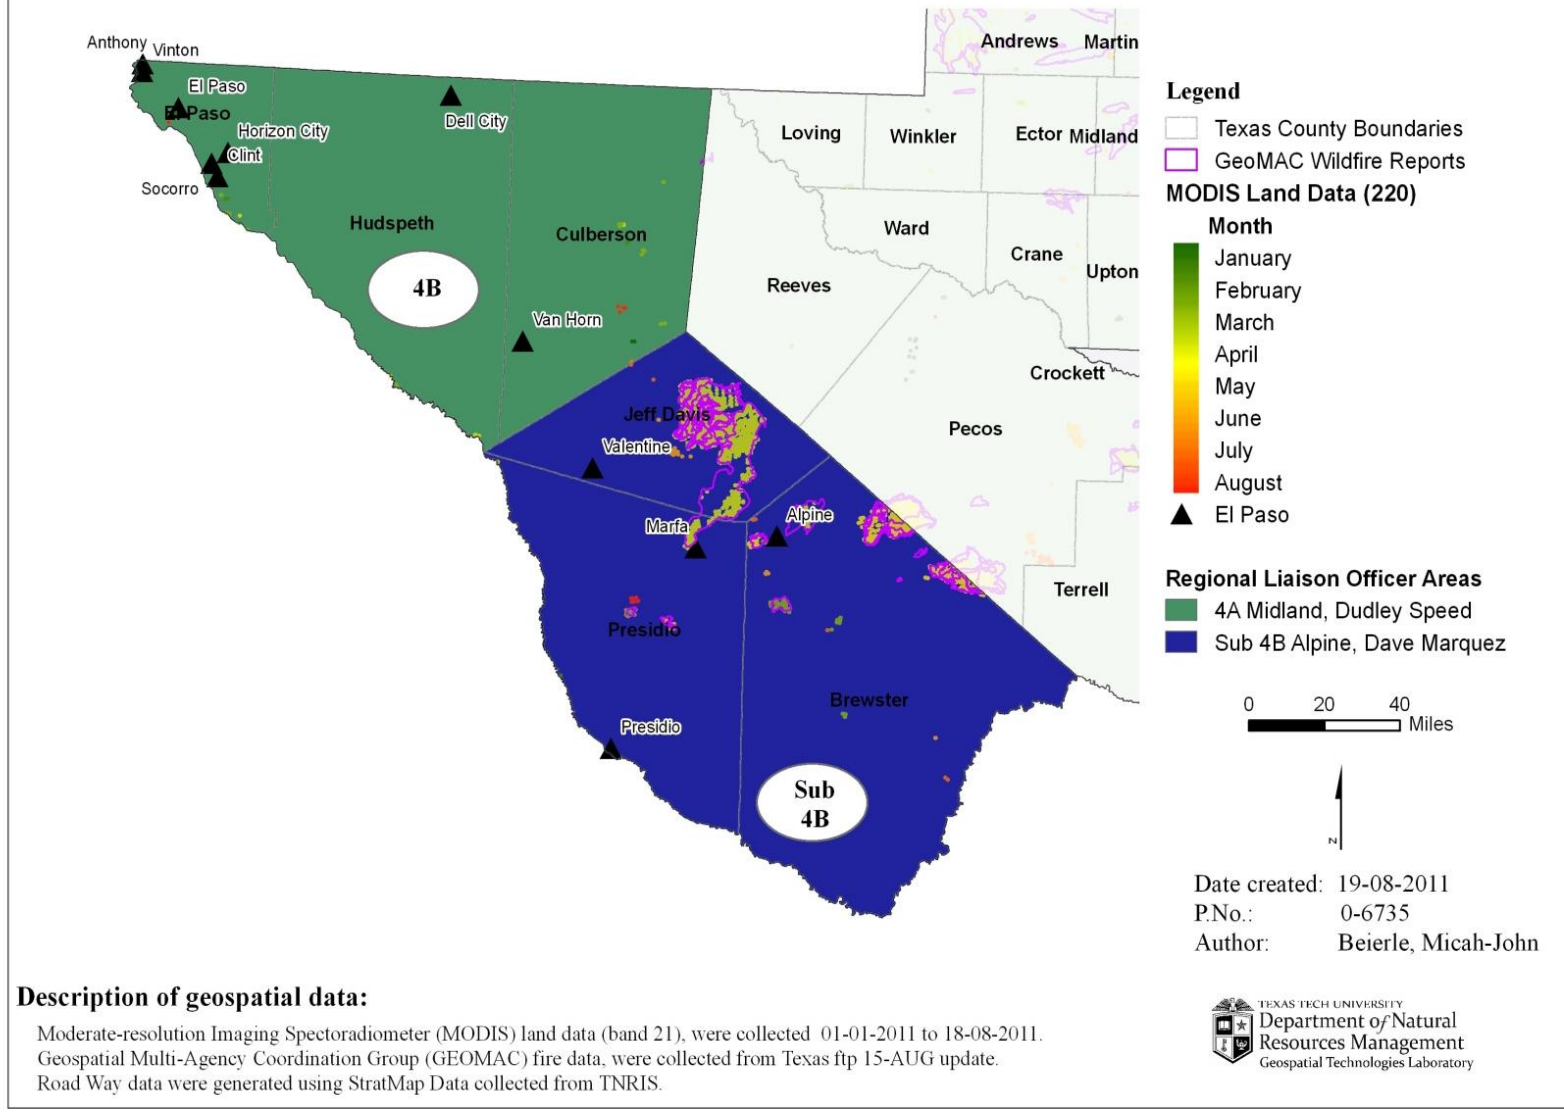 Anthony
Vinton
El Paso
El Paso
Horizon City
Clint
Socorro
Dell City
Hudspeth
Culberson
4B
Van Horn
Andrews
Martin
Loving
Winkler
Ector
Midland
Ward
Crane
Upton
Reeves
Crockett
Pecos
Terrell
Jeff Davis
Valentine
Marfa
Alpine
Presidio
Brewster
Presidio
Sub
4B
Legend
Texas County Boundaries
GeoMAC Wildfire Reports
MODIS Land Data (220)
Month
January
February
March
April
May
June
July
August
El Paso
Regional Liaison Officer Areas
4A Midland, Dudley Speed
Sub 4B Alpine, Dave Marquez
0 20 40
Miles
N
Date created: 19-08-2011
P.No.: 0-6735
Author: Beierle, Micah-John
Description of geospatial data:
Moderate-resolution Imaging Spectoradiometer (MODIS) land data (band 21), were collected 01-01-2011 to 18-08-2011.
Geospatial Multi-Agency Coordination Group (GEOMAC) fire data, were collected from Texas ftp 15-AUG update.
Road Way data were generated using StratMap Data collected from TNRIS.
TEXAS TECH UNIVERSITY
Department of Natural
Resources Management
Geospatial Technologies Laboratory